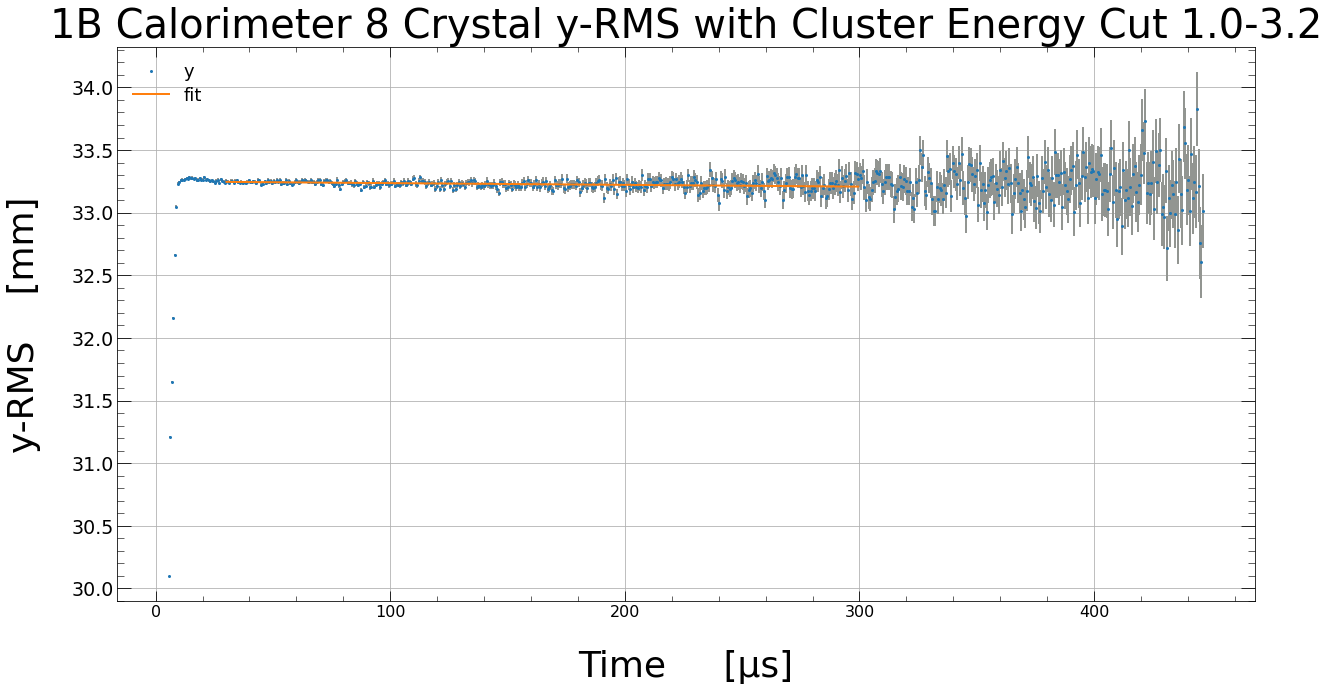 1B Calorimeter 8 Crystal y-RMS with Cluster Energy Cut 1.0-3.2
y
fit
34.0
33.5
33.0
32.5
32.0
31.5
31.0
30.5
30.0
y-RMS [mm]
0 100 200 300 400
Time [μs]